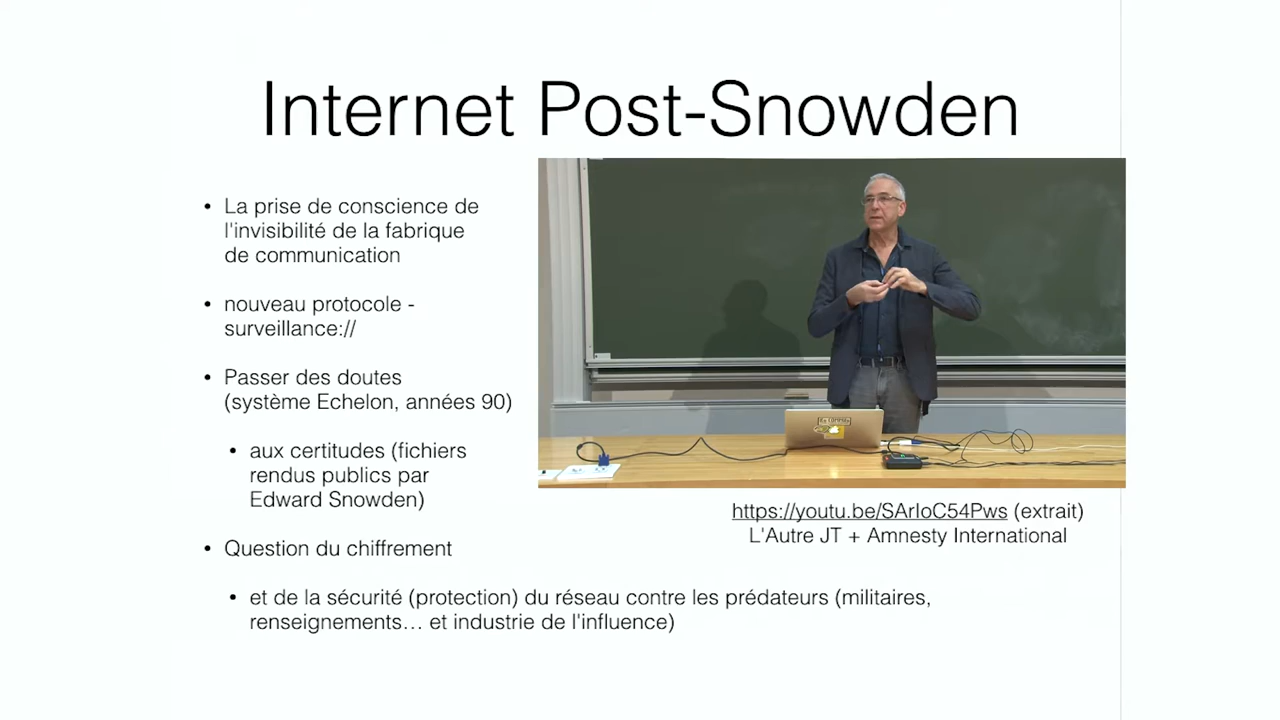 Internet Post-Snowden
• La prise de conscience de
l'invisibilité de la fabrique
de communication
• nouveau protocole -
surveillance://
• Passer des doutes
(système Echelon, années 90)
• aux certitudes (fichiers
rendus publics par
Edward Snowden)
• Question du chiffrement
• et de la sécurité (protection) du réseau contre les prédateurs (militaires,
renseignements… et industrie de l'influence)
https://youtu.be/SArIoC54Pws (extrait)
L'Autre JT + Amnesty International